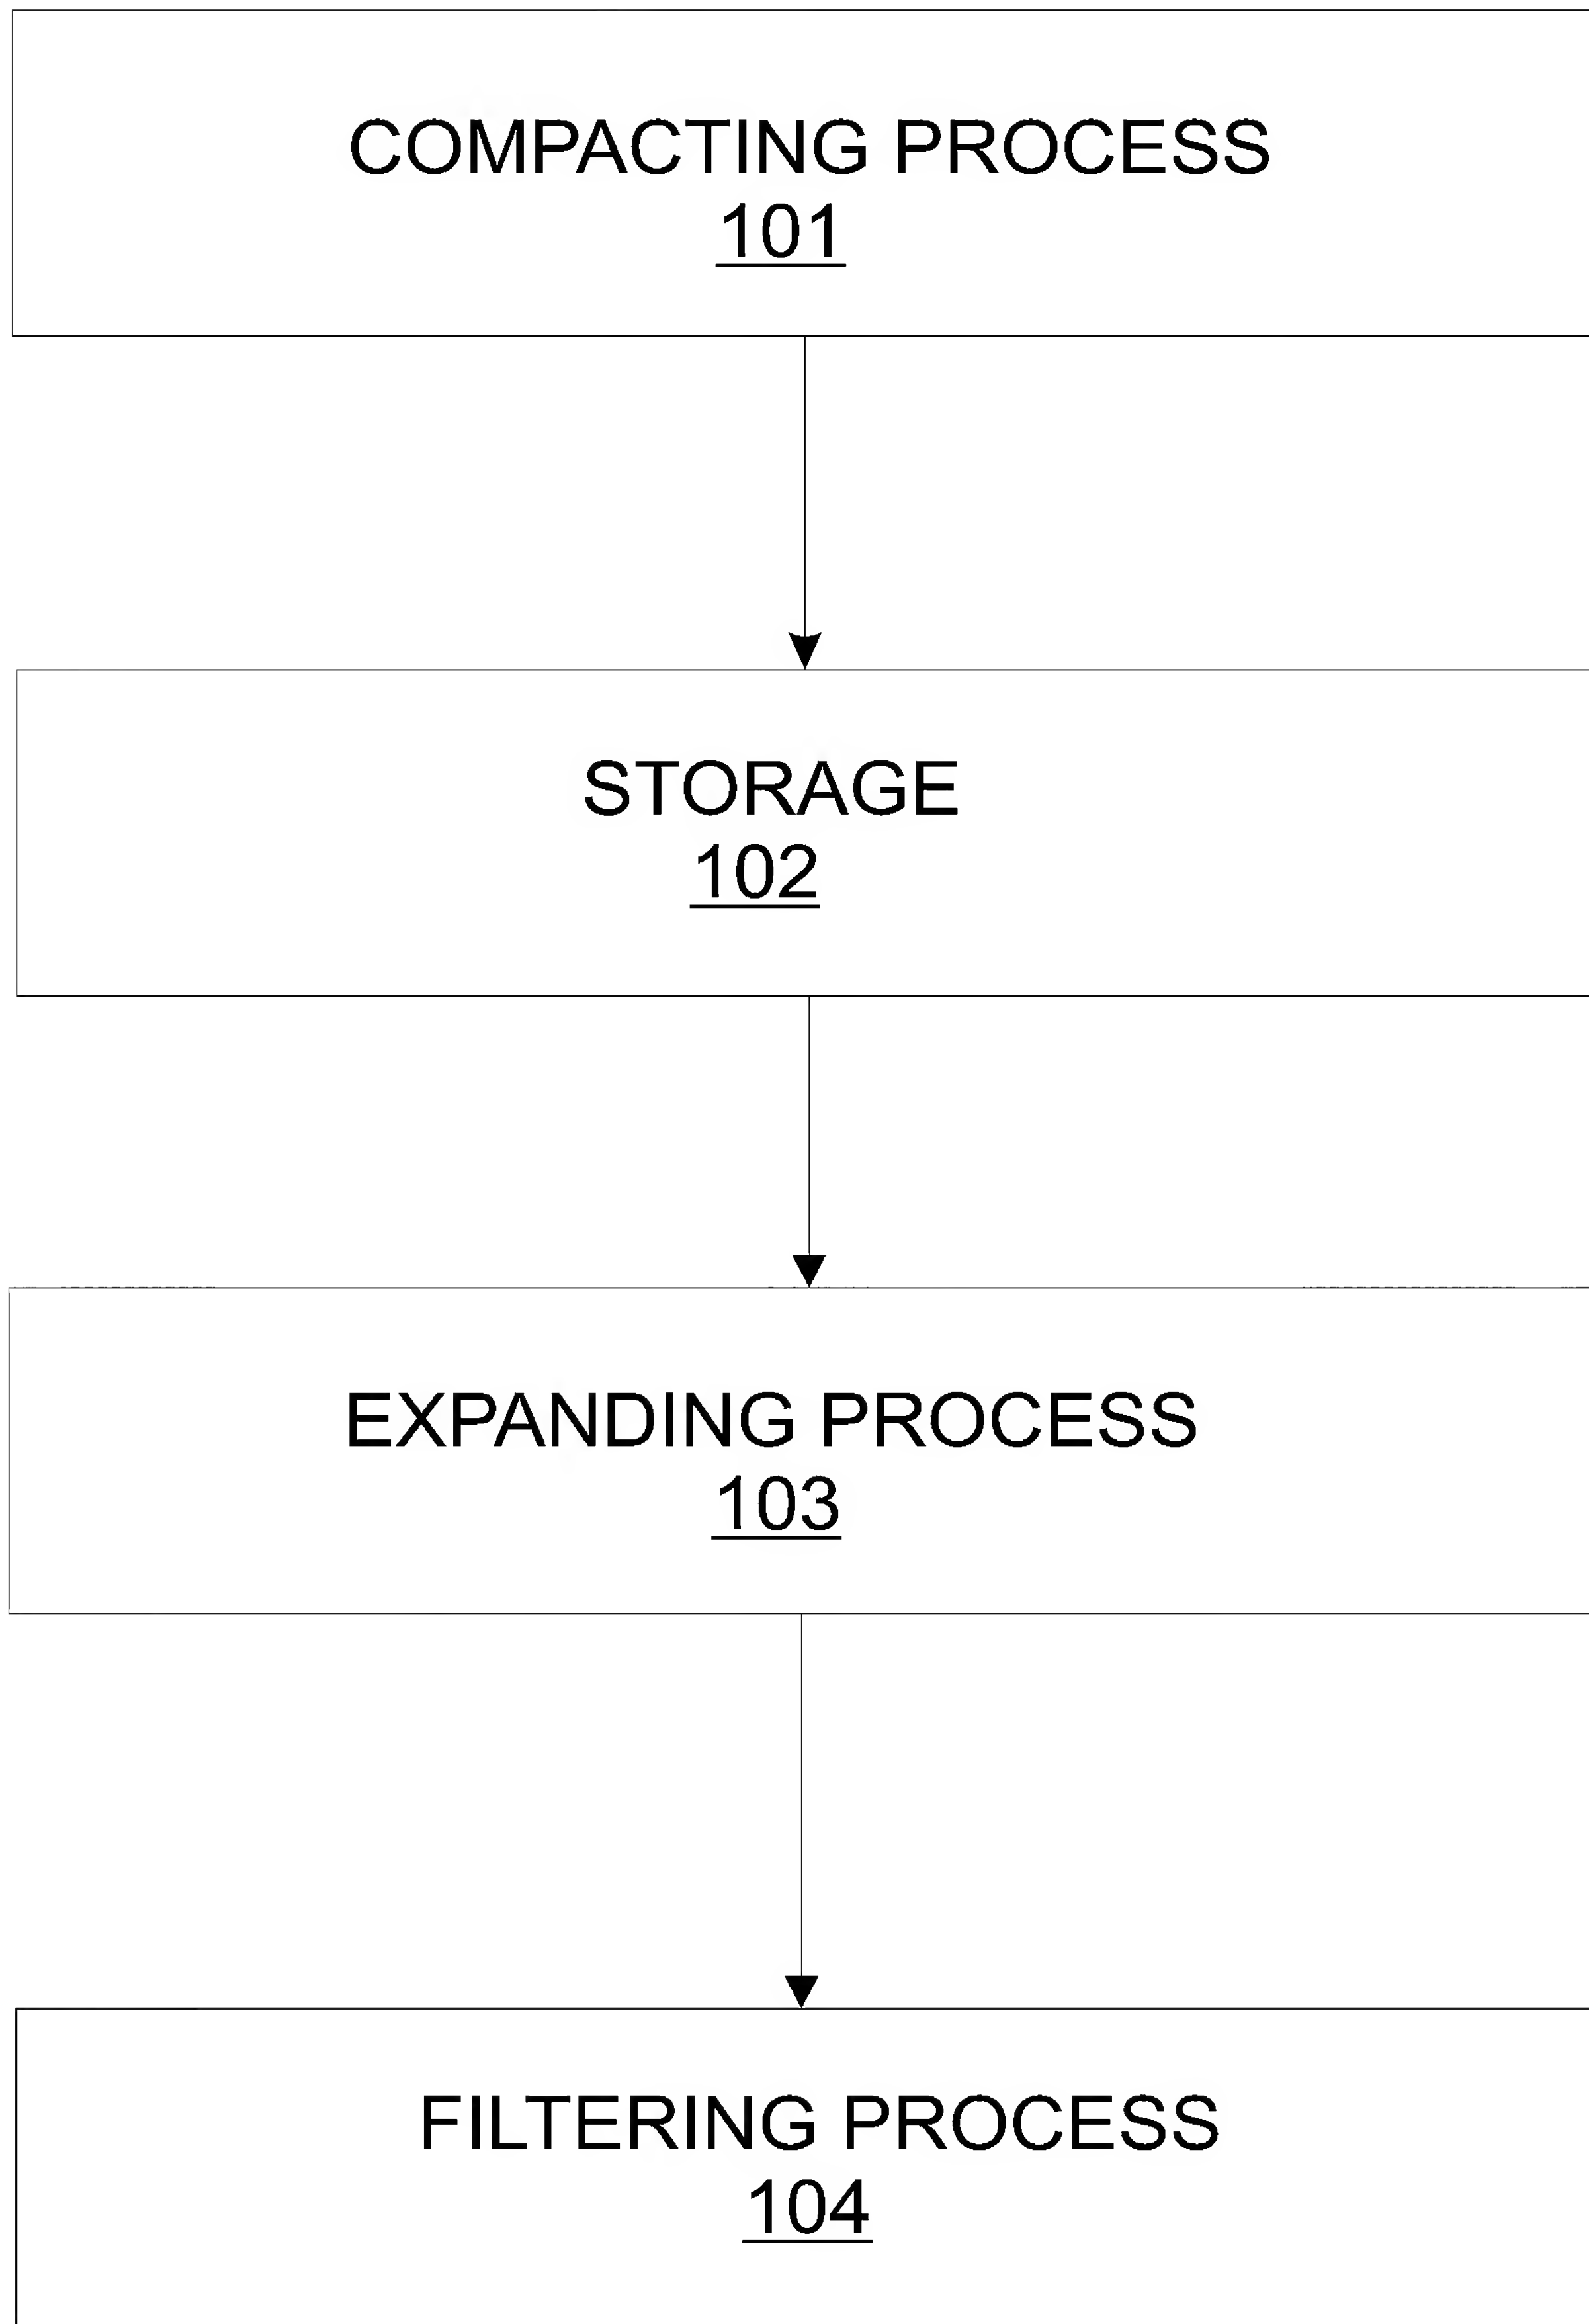 COMPACTING PROCESS
101
STORAGE
102
EXPANDING PROCESS
103
FILTERING PROCESS
104